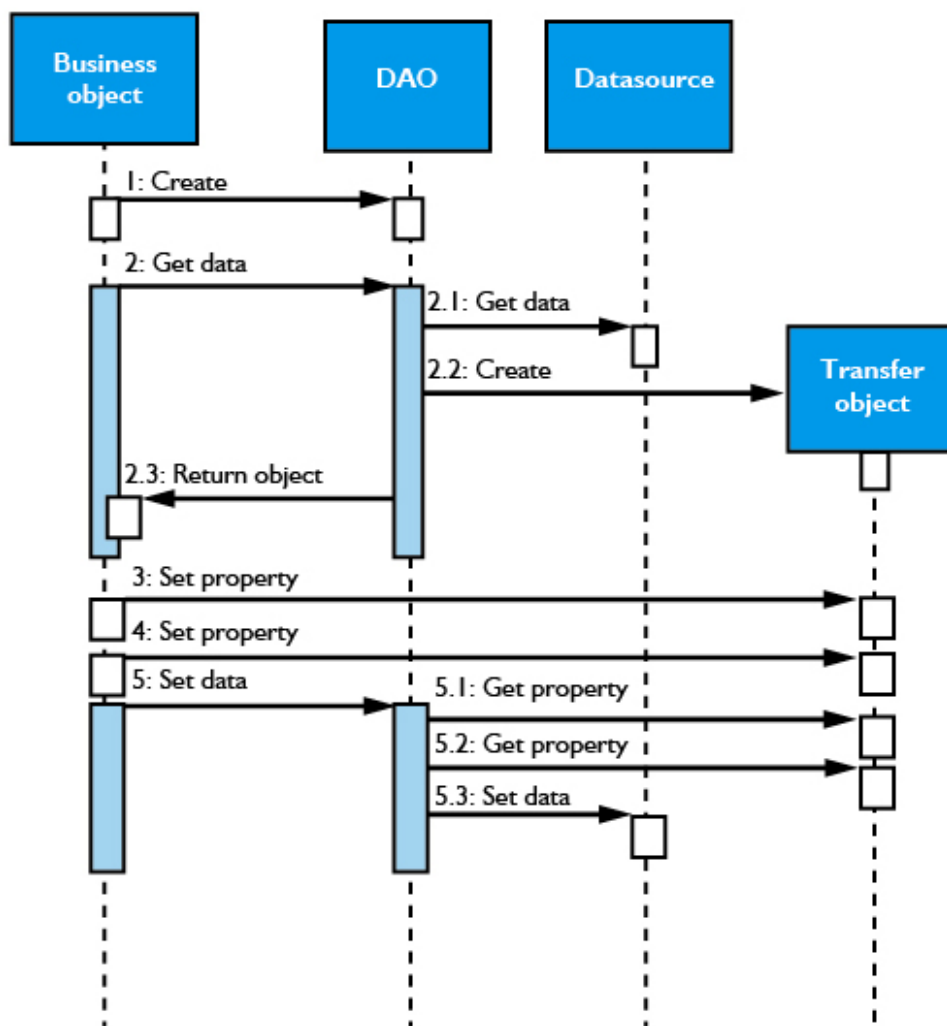 Business
object
DAO
Datasource
1: Create
2: Get data
2.1: Get data
2.2: Create
Transfer
object
2.3: Return object
3: Set property
4: Set property
5: Set data
5.1: Get property
5.2: Get property
5.3: Set data